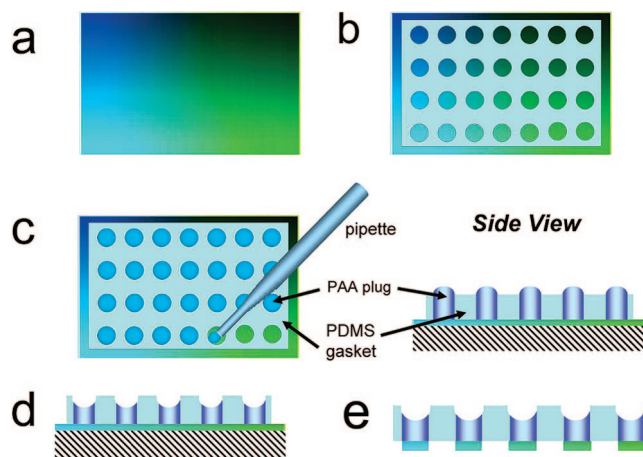 a
b
c
pipette
Side View
PAA plug
PDMS
gasket
d
e